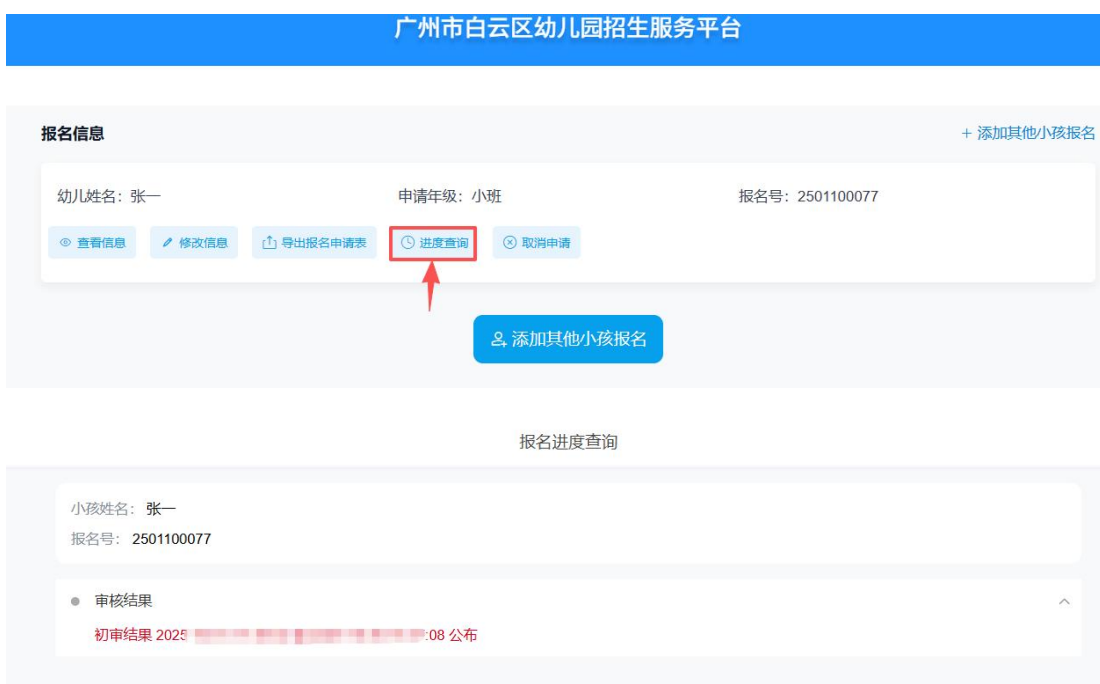 广州市白云区幼儿园招生服务平台
报名信息 + 添加其他小孩报名
幼儿姓名：张一 申请年级：小班 报名号：2501100077
查看信息 修改信息 导出报名申请表 进度查询 取消申请
添加其他小孩报名
报名进度查询
小孩姓名： 张一
报名号： 2501100077
审核结果
初审结果 2025 :08 公布